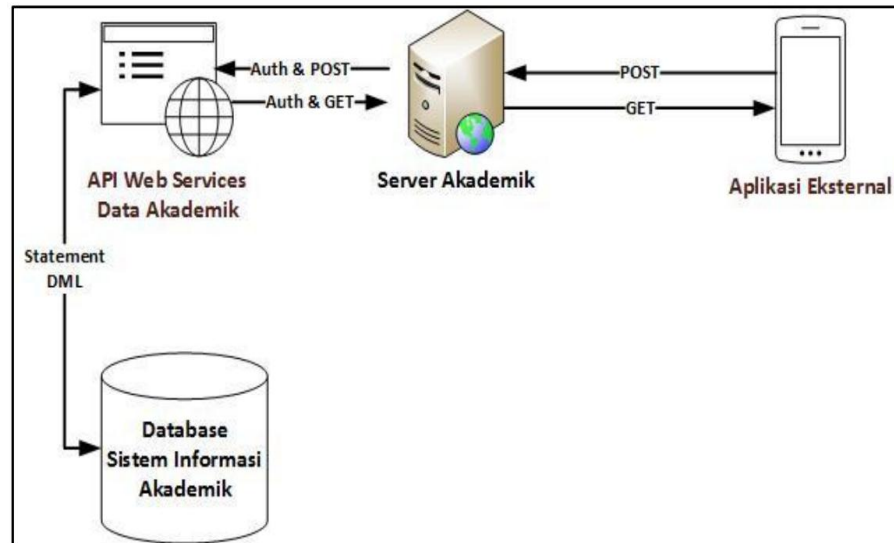 Auth & POST
Auth & GET
POST
GET
API Web Services
Data Akademik
Server Akademik
Aplikasi Eksternal
Statement
DML
Database
Sistem Informasi
Akademik